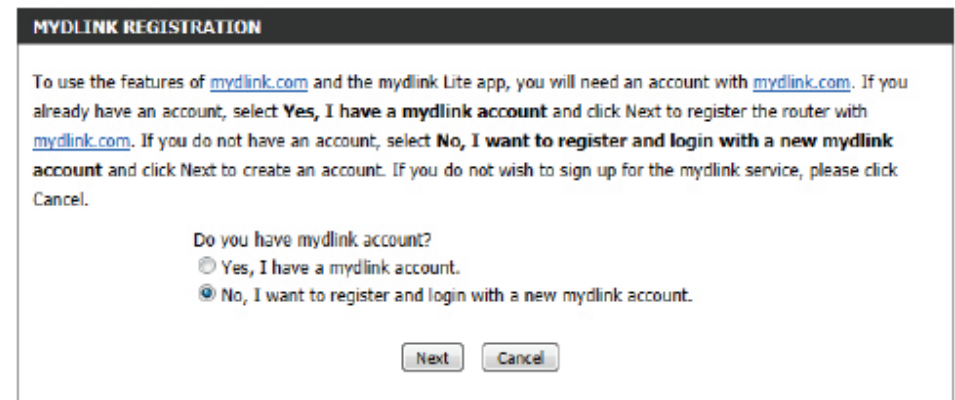 MYDLINK REGISTRATION
To use the features of mydlink.com and the mydlink Lite app, you will need an account with mydlink.com. If you
already have an account, select Yes, I have a mydlink account and click Next to register the router with
mydlink.com. If you do not have an account, select No, I want to register and login with a new mydlink
account and click Next to create an account. If you do not wish to sign up for the mydlink service, please click
Cancel.
Do you have mydlink account?
Yes, I have a mydlink account.
No, I want to register and login with a new mydlink account.
Next Cancel